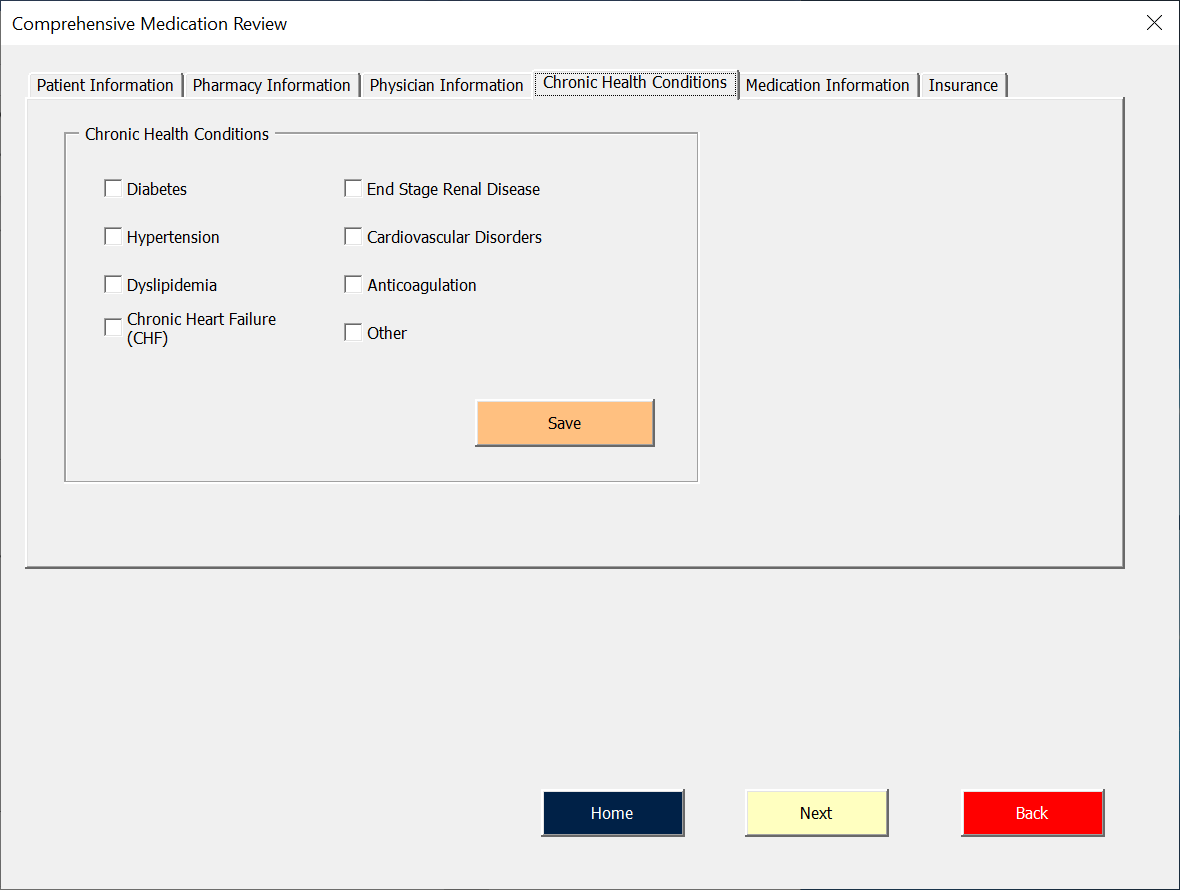 Comprehensive Medication Review
Patient Information
Pharmacy Information
Physician Information
Chronic Health Conditions
Medication Information
Insurance
Chronic Health Conditions
Diabetes
End Stage Renal Disease
Hypertension
Cardiovascular Disorders
Dyslipidemia
Anticoagulation
Chronic Heart Failure
(CHF)
Other
Save
Home
Next
Back